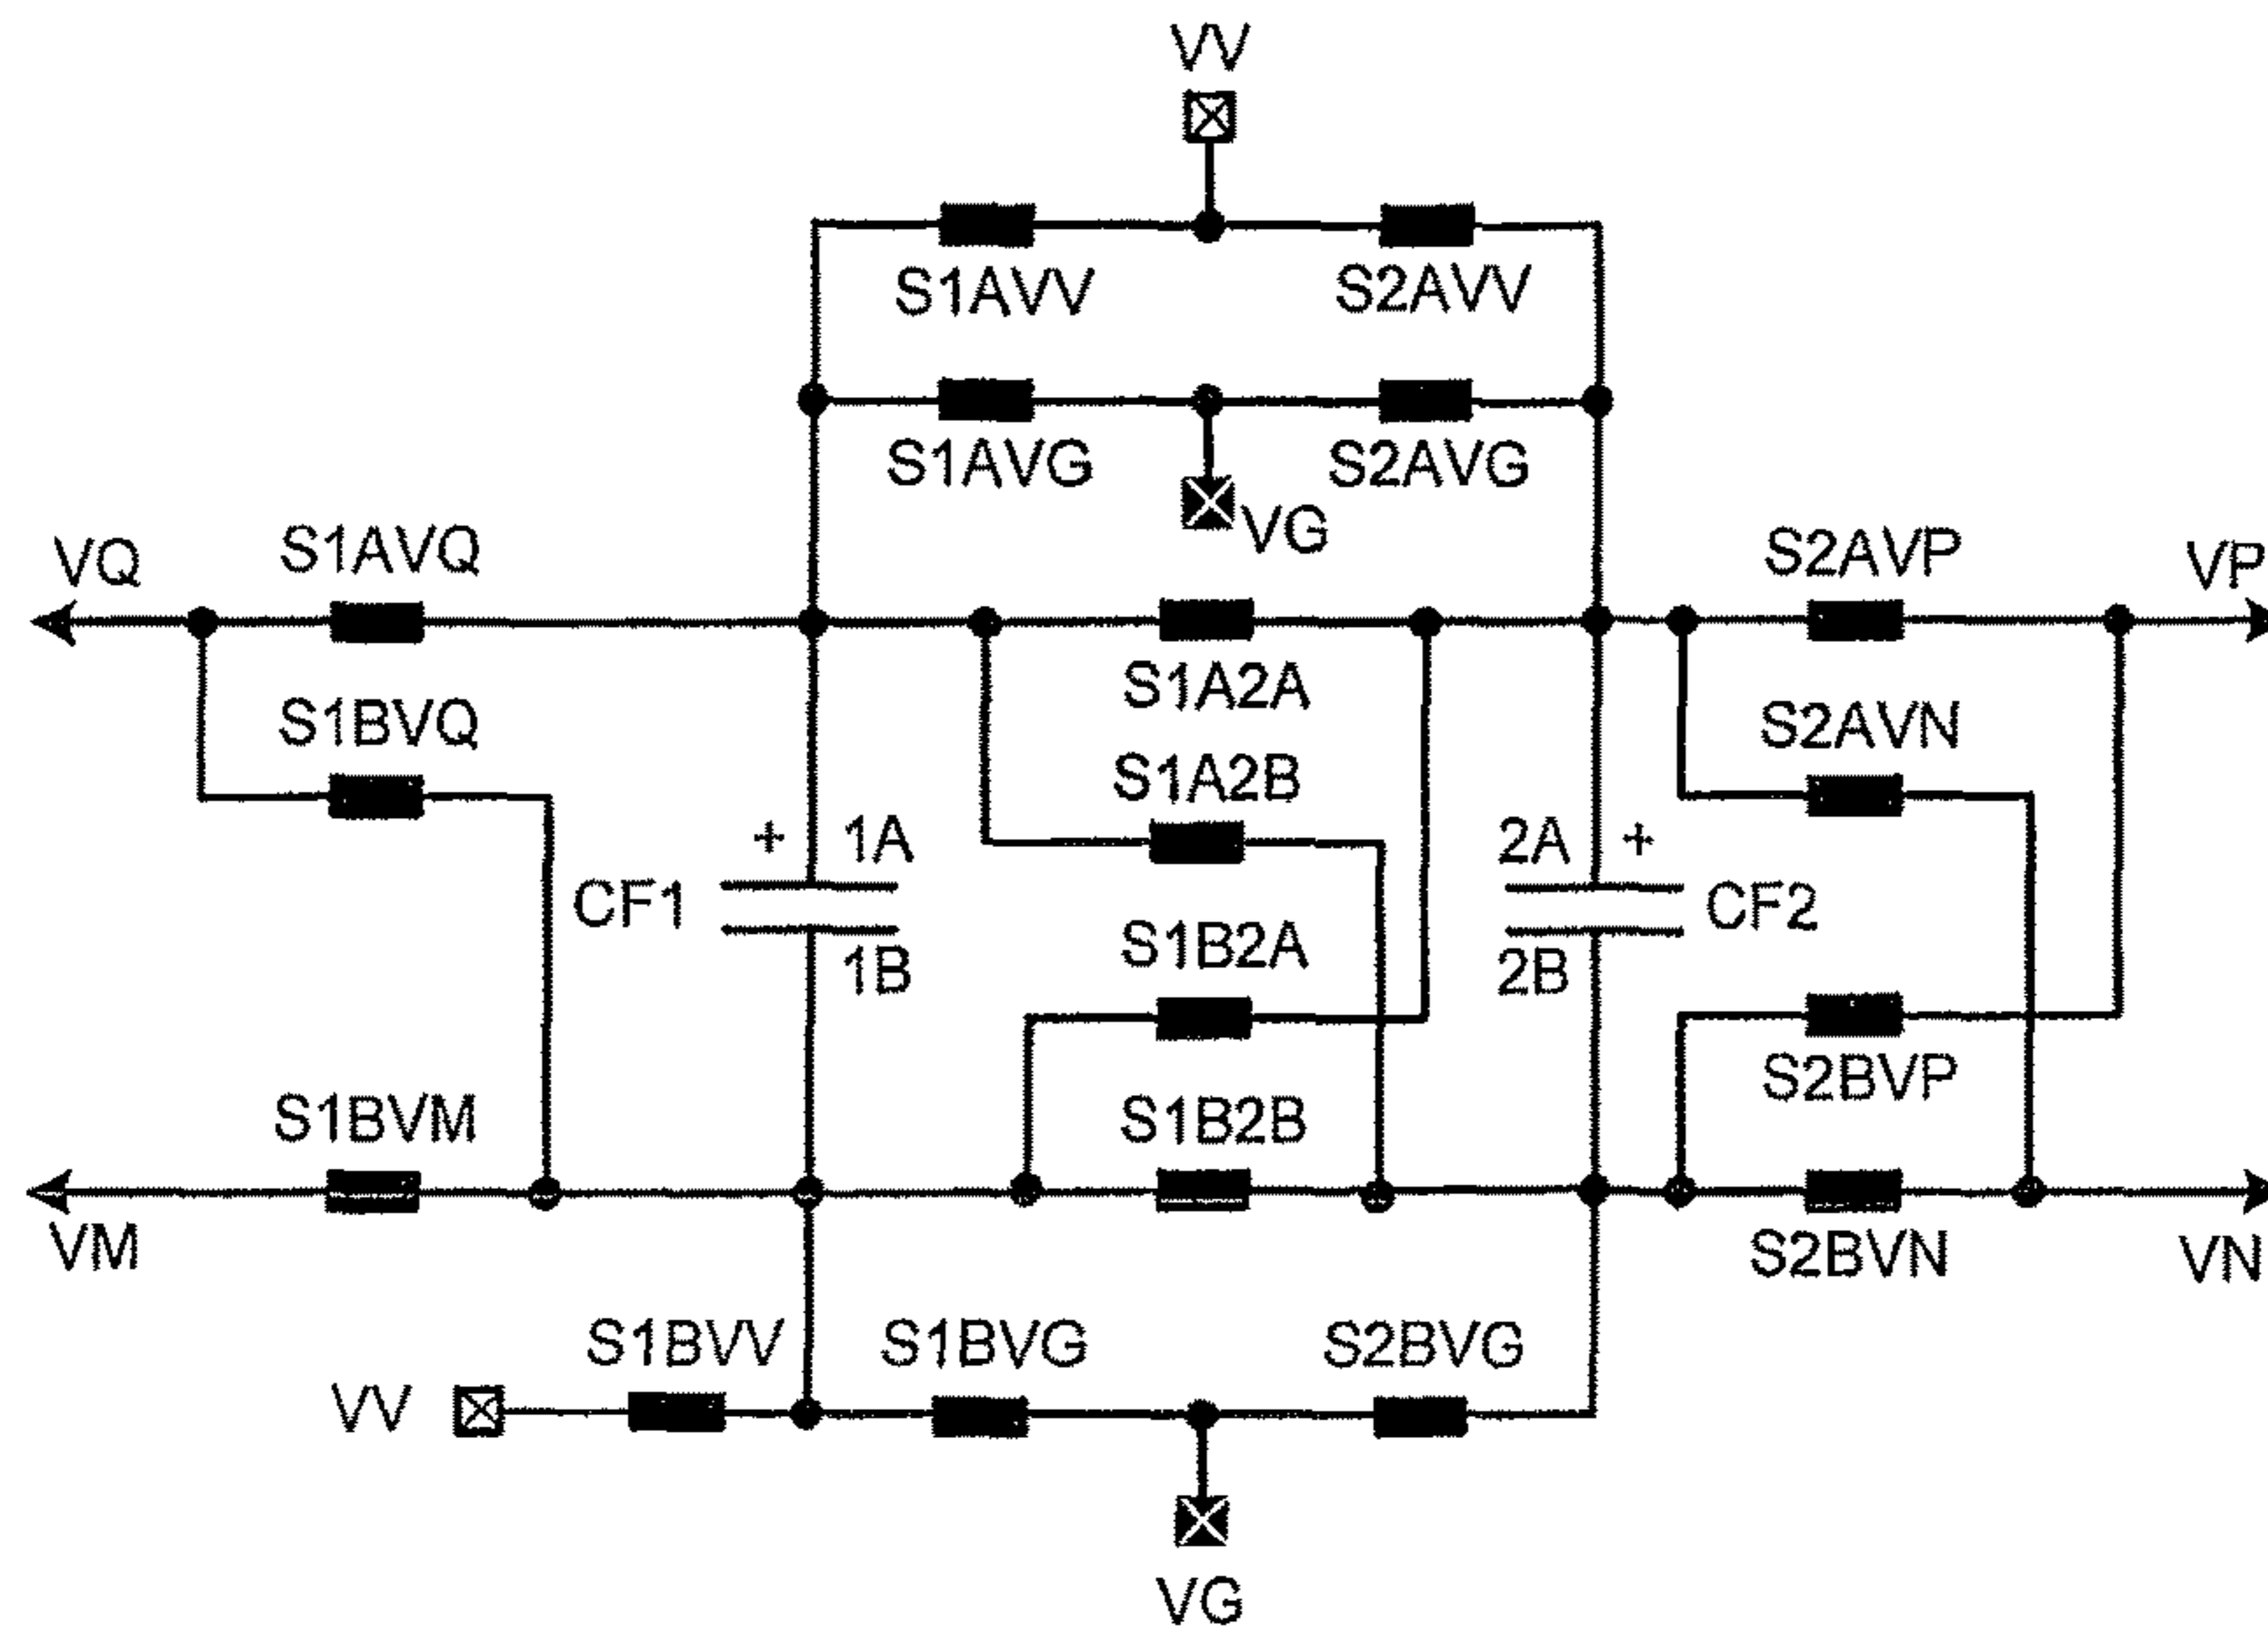 VV
S1AVV
S2AVV
S1AVG
S2AVG
VG
VQ
S1AVQ
S2AVP
VP
S1A2A
S1BVQ
S2AVN
S1A2B
+ 1A
2A +
CF1
CF2
S1B2A
1B
2B
S2BVP
S1BVM
S1B2B
VM
S2BVN
VN
S1BVV
S1BVG
S2BVG
VV
VG